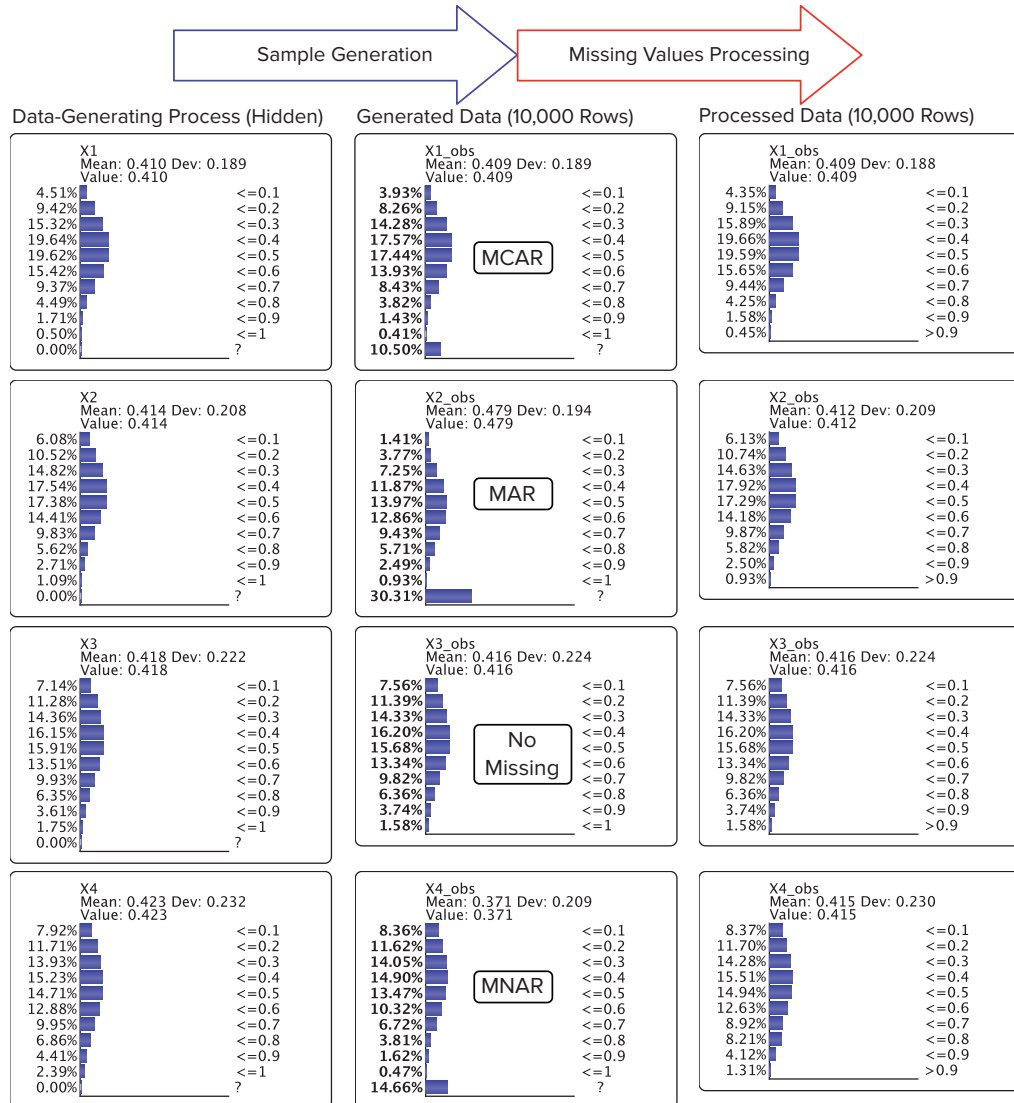 Sample Generation
Missing Values Processing
Data-Generating Process (Hidden)
Generated Data (10,000 Rows)
Processed Data (10,000 Rows)
X1
Mean: 0.410 Dev: 0.189
Value: 0.410
4.51% <=0.1
9.42% <=0.2
15.32% <=0.3
19.64% <=0.4
19.62% <=0.5
15.42% <=0.6
9.37% <=0.7
4.49% <=0.8
1.71% <=0.9
0.50% <=1
0.00% ?
X1_obs
Mean: 0.409 Dev: 0.189
Value: 0.409
3.93% <=0.1
8.26% <=0.2
14.28% <=0.3
17.57% <=0.4
17.44% <=0.5
13.93% <=0.6
8.43% <=0.7
3.82% <=0.8
1.43% <=0.9
0.41% <=1
10.50% ?
MCAR
X1_obs
Mean: 0.409 Dev: 0.188
Value: 0.409
4.35% <=0.1
9.15% <=0.2
15.89% <=0.3
19.66% <=0.4
19.59% <=0.5
15.65% <=0.6
9.44% <=0.7
4.25% <=0.8
1.58% <=0.9
0.45% >0.9
X2
Mean: 0.414 Dev: 0.208
Value: 0.414
6.08% <=0.1
10.52% <=0.2
14.82% <=0.3
17.54% <=0.4
17.38% <=0.5
14.41% <=0.6
9.83% <=0.7
5.62% <=0.8
2.71% <=0.9
1.09% <=1
0.00% ?
X2_obs
Mean: 0.479 Dev: 0.194
Value: 0.479
1.41% <=0.1
3.77% <=0.2
7.25% <=0.3
11.87% <=0.4
13.97% <=0.5
12.86% <=0.6
9.43% <=0.7
5.71% <=0.8
2.49% <=0.9
0.93% <=1
30.31% ?
MAR
X2_obs
Mean: 0.412 Dev: 0.209
Value: 0.412
6.13% <=0.1
10.74% <=0.2
14.63% <=0.3
17.92% <=0.4
17.29% <=0.5
14.18% <=0.6
9.87% <=0.7
5.82% <=0.8
2.50% <=0.9
0.93% >0.9
X3
Mean: 0.418 Dev: 0.222
Value: 0.418
7.14% <=0.1
11.28% <=0.2
14.36% <=0.3
16.15% <=0.4
15.91% <=0.5
13.51% <=0.6
9.93% <=0.7
6.35% <=0.8
3.61% <=0.9
1.75% <=1
0.00% ?
X3_obs
Mean: 0.416 Dev: 0.224
Value: 0.416
7.56% <=0.1
11.39% <=0.2
14.33% <=0.3
16.20% <=0.4
15.68% <=0.5
13.34% <=0.6
9.82% <=0.7
6.36% <=0.8
3.74% <=0.9
1.58% <=1
No
Missing
X3_obs
Mean: 0.416 Dev: 0.224
Value: 0.416
7.56% <=0.1
11.39% <=0.2
14.33% <=0.3
16.20% <=0.4
15.68% <=0.5
13.34% <=0.6
9.82% <=0.7
6.36% <=0.8
3.74% <=0.9
1.58% >0.9
X4
Mean: 0.423 Dev: 0.232
Value: 0.423
7.92% <=0.1
11.71% <=0.2
13.93% <=0.3
15.23% <=0.4
14.71% <=0.5
12.88% <=0.6
9.95% <=0.7
6.86% <=0.8
4.41% <=0.9
2.39% <=1
0.00% ?
X4_obs
Mean: 0.371 Dev: 0.209
Value: 0.371
8.36% <=0.1
11.62% <=0.2
14.05% <=0.3
14.90% <=0.4
13.47% <=0.5
10.32% <=0.6
6.72% <=0.7
3.81% <=0.8
1.62% <=0.9
0.47% <=1
14.66% ?
MNAR
X4_obs
Mean: 0.415 Dev: 0.230
Value: 0.415
8.37% <=0.1
11.70% <=0.2
14.28% <=0.3
15.51% <=0.4
14.94% <=0.5
12.63% <=0.6
8.92% <=0.7
8.21% <=0.8
4.12% <=0.9
1.31% >0.9